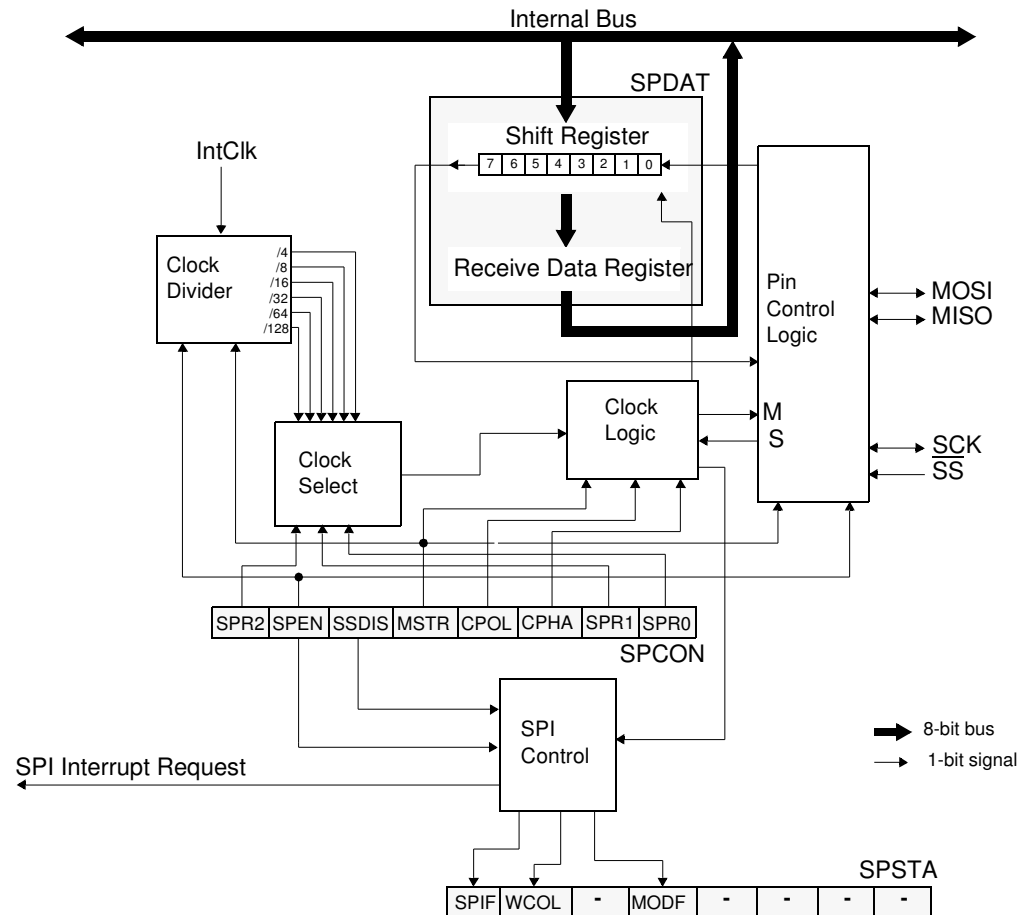 Internal Bus
SPDAT
Shift Register
7 6 5 4 3 2 1 0
IntClk
Clock
Divider
/4
/8
/16
/32
/64
/128
Receive Data Register
Pin
Control
Logic
MOSI
MISO
Clock
Logic
M
S
SCK
SS
Clock
Select
SPR2 SPEN SSDIS MSTR CPOL CPHA SPR1 SPR0
SPCON
SPI
Control
8-bit bus
1-bit signal
SPI Interrupt Request
SPSTA
SPIF WCOL - MODF - - - -